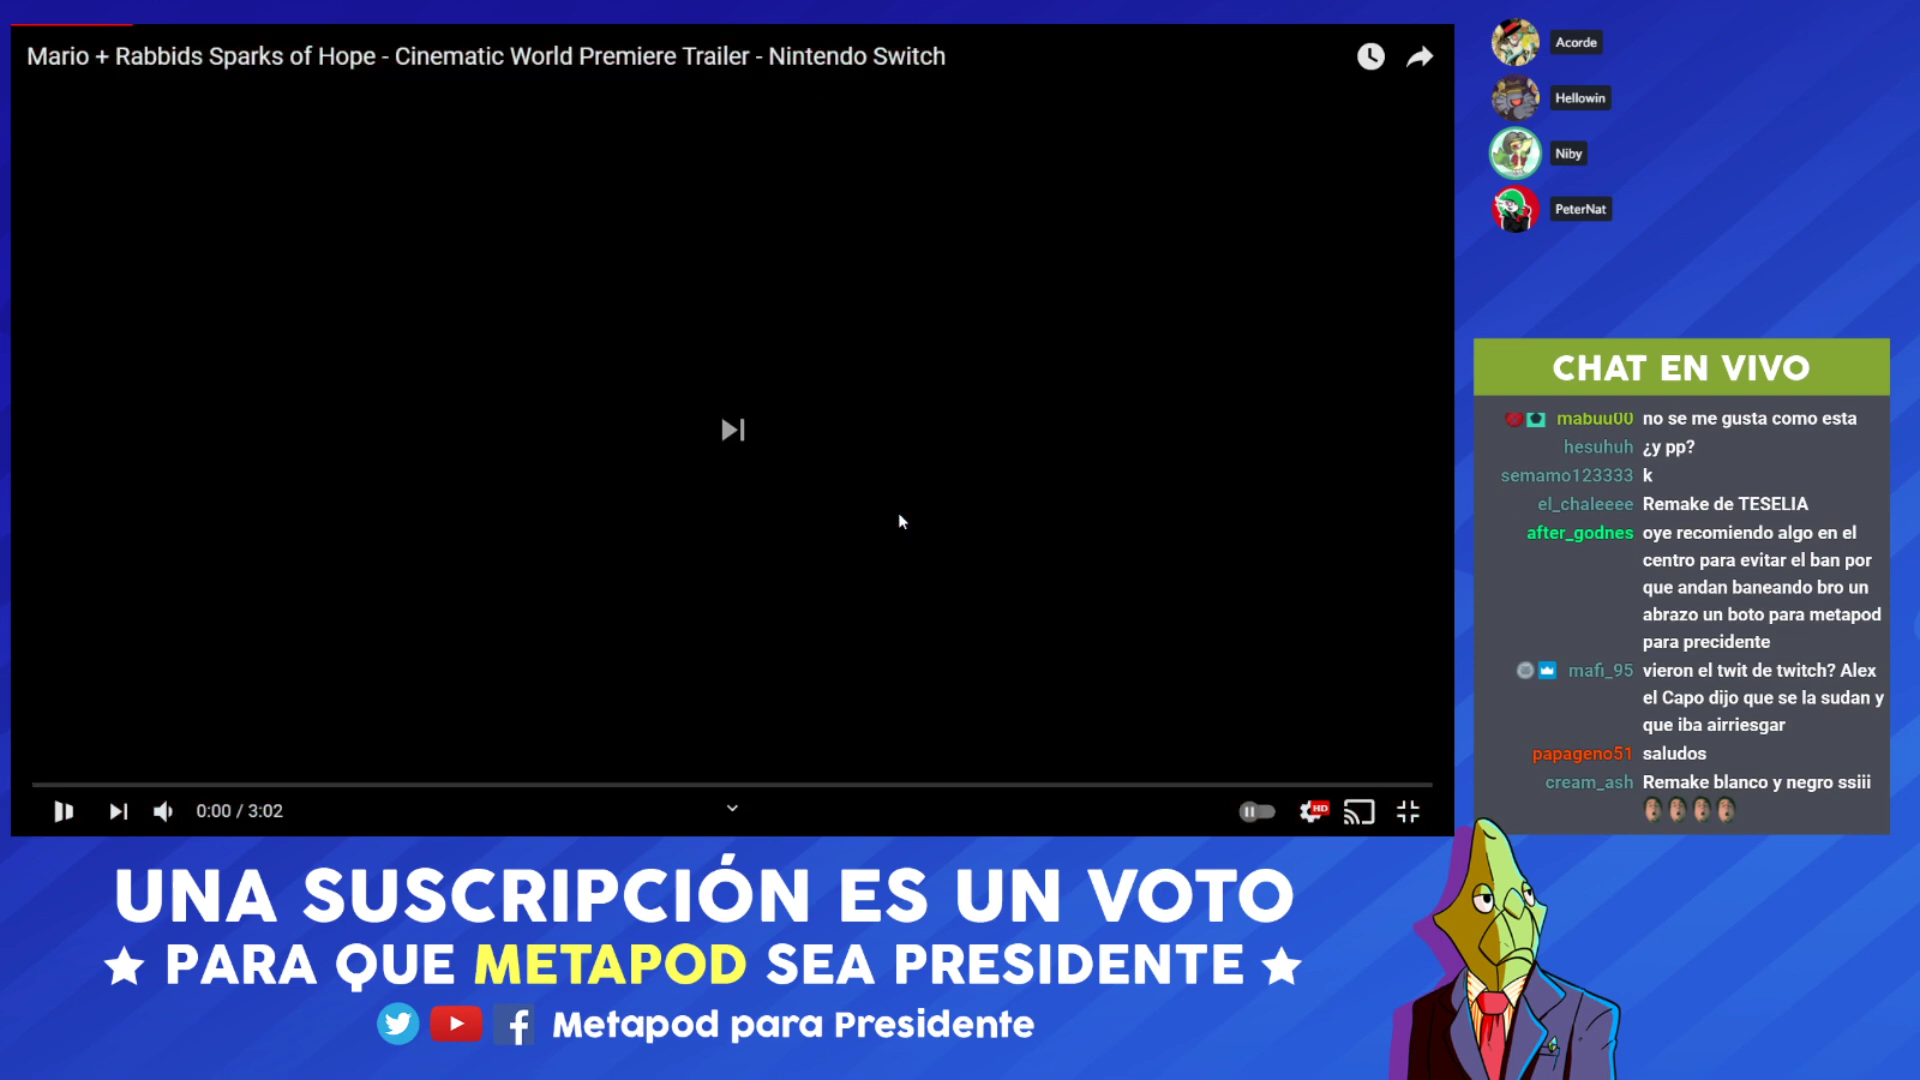 Mario + Rabbids Sparks of Hope - Cinematic World Premiere Trailer - Nintendo Switch
0:00 / 3:02
HD
Acorde
Hellowin
Niby
PeterNat
CHAT EN VIVO
mabuu00 no se me gusta como esta
hesuhuh ¿y pp?
semamo123333 k
el_chaleeee Remake de TESELIA
after_godnes oye recomiendo algo en el
centro para evitar el ban por
que andan baneando bro un
abrazo un boto para metapod
para precidente
mafi_95 vieron el twit de twitch? Alex
el Capo dijo que se la sudan y
que iba airriesgar
papageno51 saludos
cream_ash Remake blanco y negro ssiii
UNA SUSCRIPCIÓN ES UN VOTO
PARA QUE METAPOD SEA PRESIDENTE
Metapod para Presidente